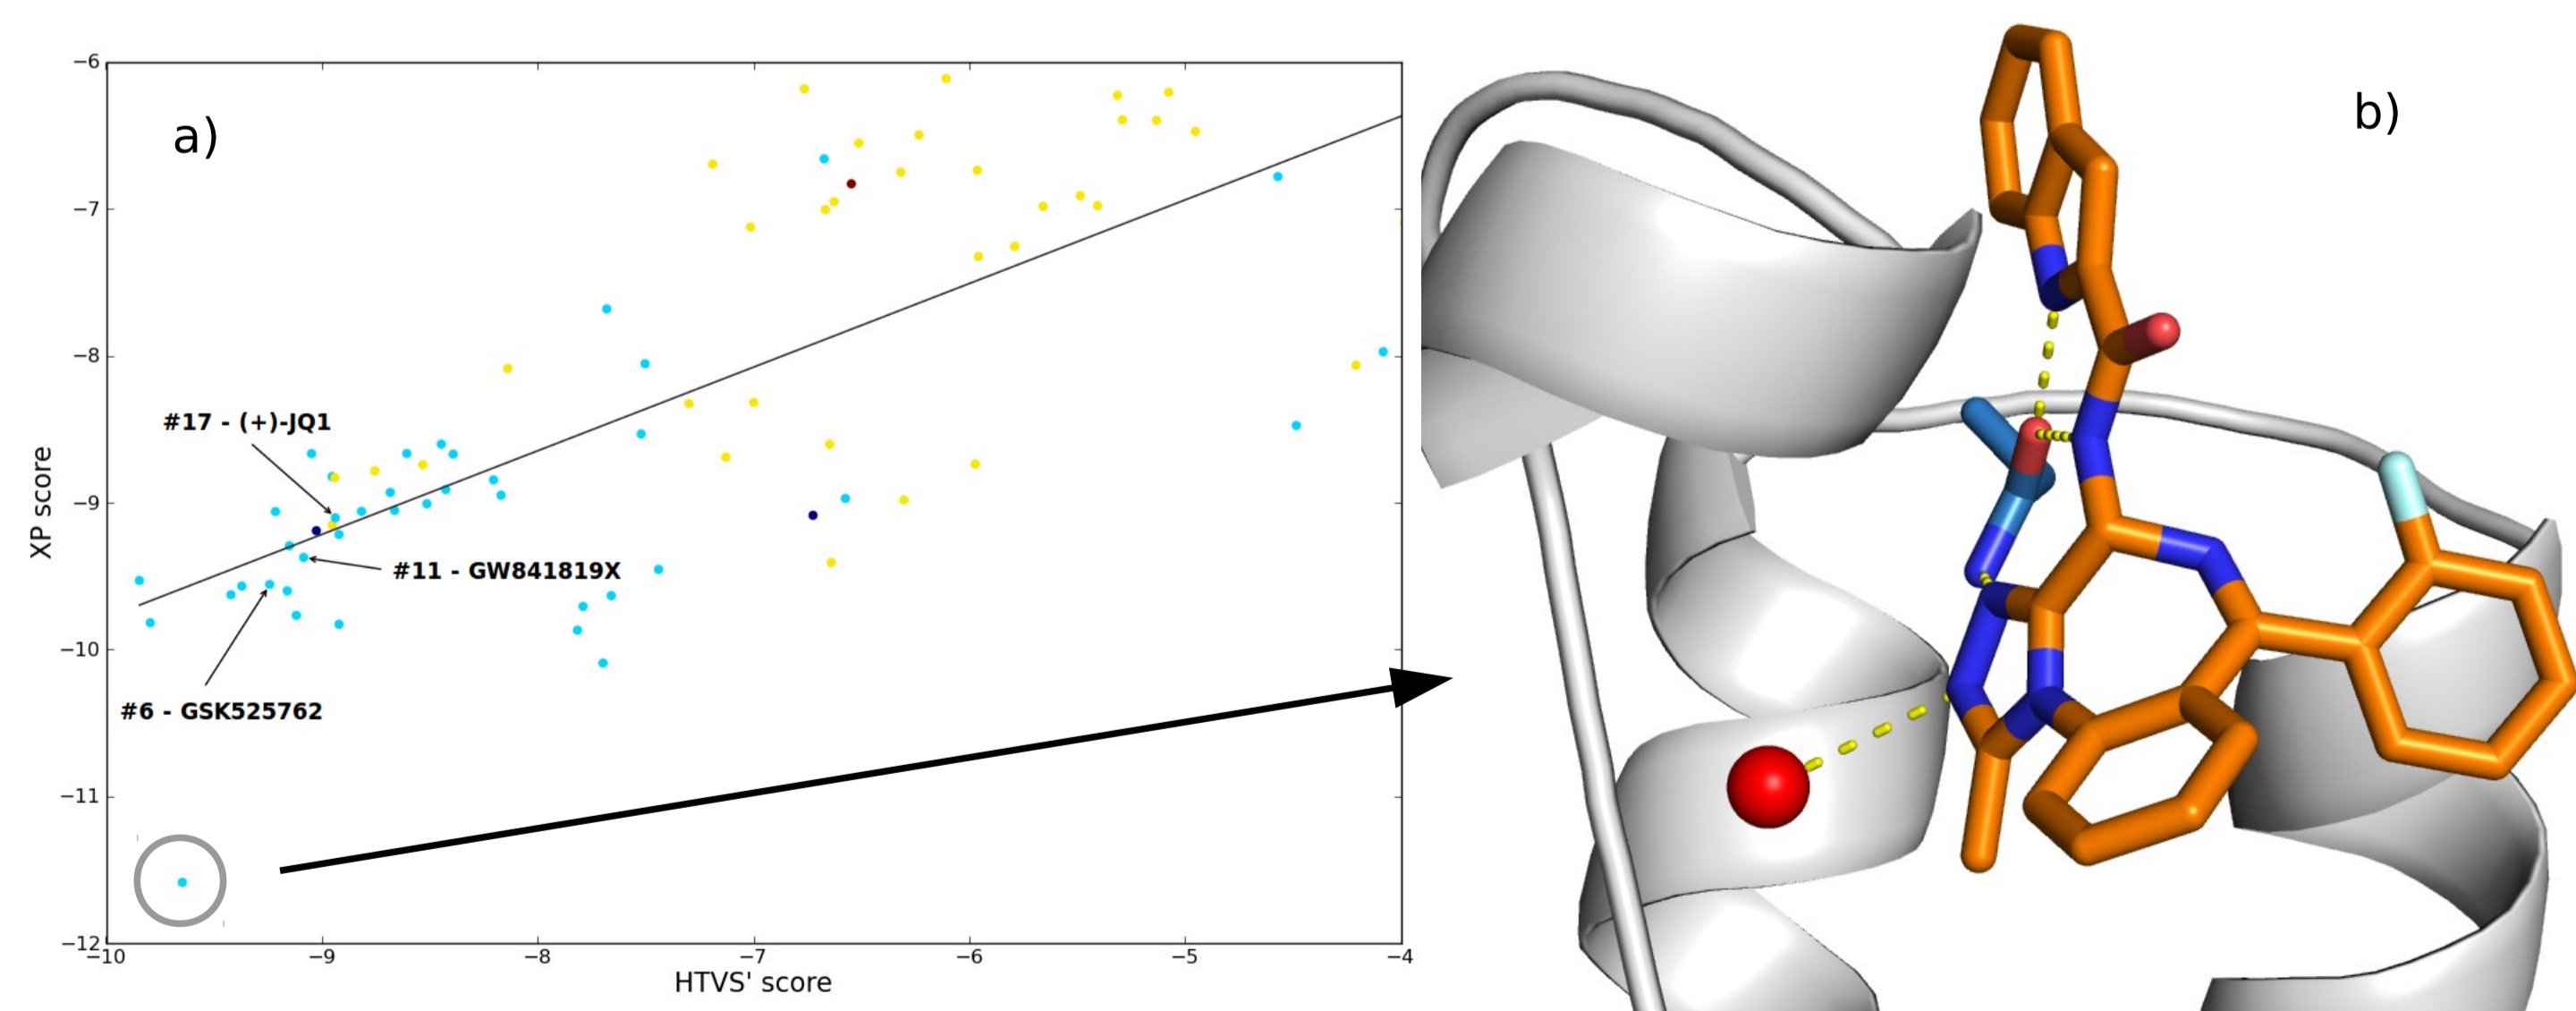 a)
b)
−6
−7
−8
−9
−10
−11
−12
XP score
#17 - (+)-JQ1
#11 - GW841819X
#6 - GSK525762
−10
−9
−8
−7
−6
−5
−4
HTVS' score